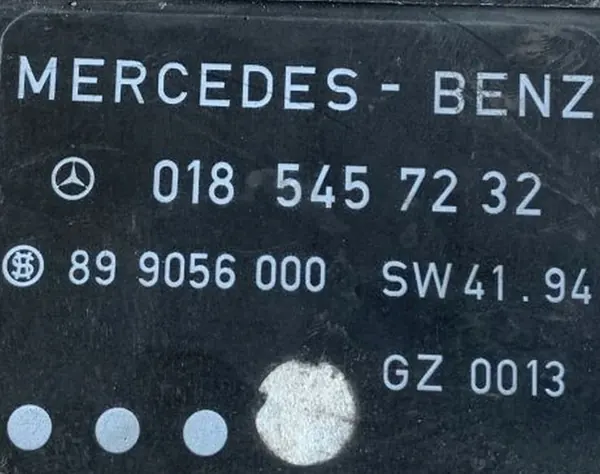 MERCEDES - BENZ
018 545 72 32
89 9056 000 SW 41.94
GZ 0013